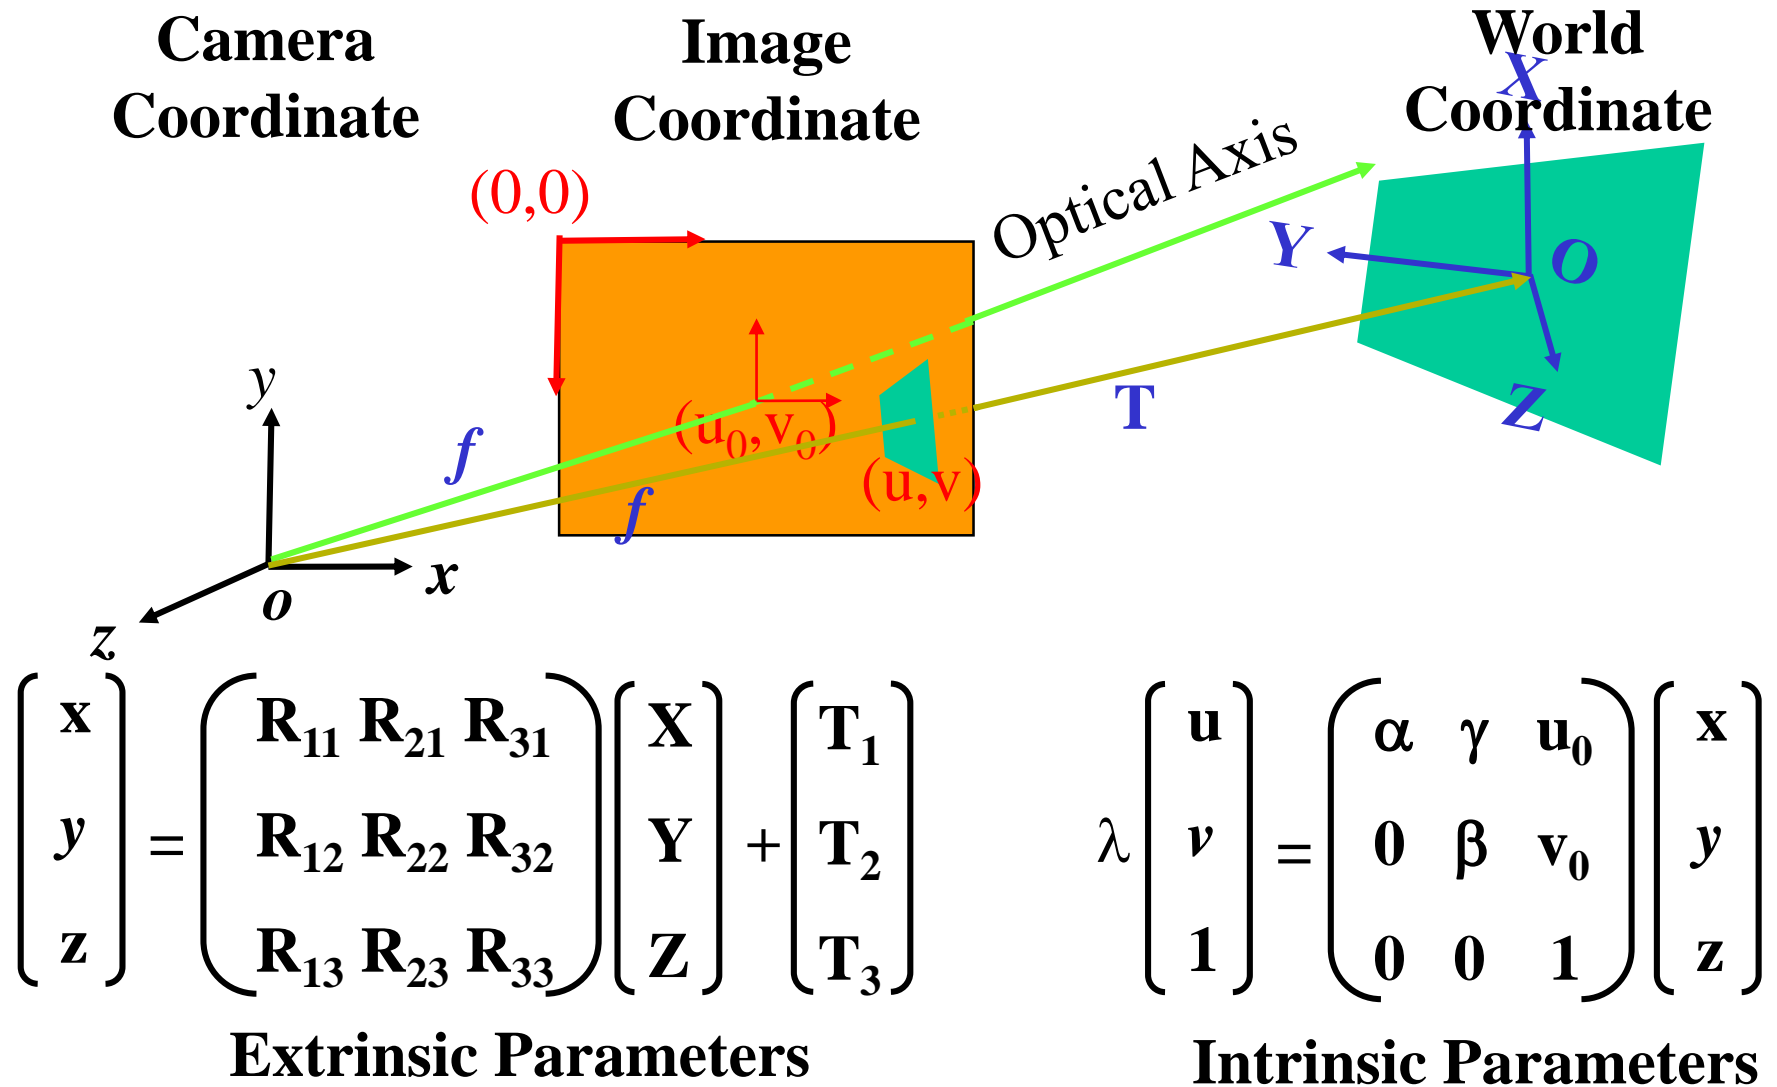 Camera
Coordinate
Image
Coordinate
World
Coordinate
X
(0,0)
Optical Axis
Y
O
y
f
(u₀,v₀)
T
Z
(u,v)
f
x
o
z
x
y
z
=
R₁₁ R₂₁ R₃₁
R₁₂ R₂₂ R₃₂
R₁₃ R₂₃ R₃₃
X
Y
Z
+
T₁
T₂
T₃
λ
u
v
1
=
α γ u₀
0 β v₀
0 0 1
x
y
z
Extrinsic Parameters
Intrinsic Parameters